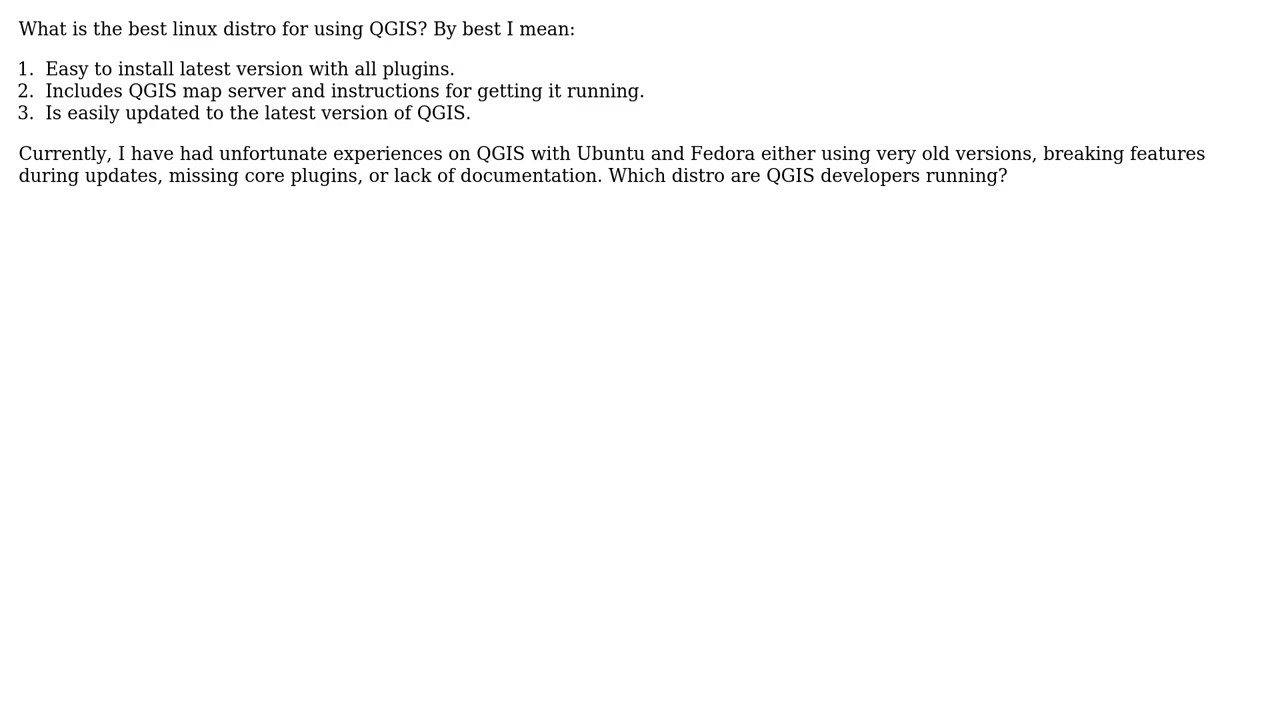 What is the best linux distro for using QGIS? By best I mean:
1. Easy to install latest version with all plugins.
2. Includes QGIS map server and instructions for getting it running.
3. Is easily updated to the latest version of QGIS.
Currently, I have had unfortunate experiences on QGIS with Ubuntu and Fedora either using very old versions, breaking features
during updates, missing core plugins, or lack of documentation. Which distro are QGIS developers running?